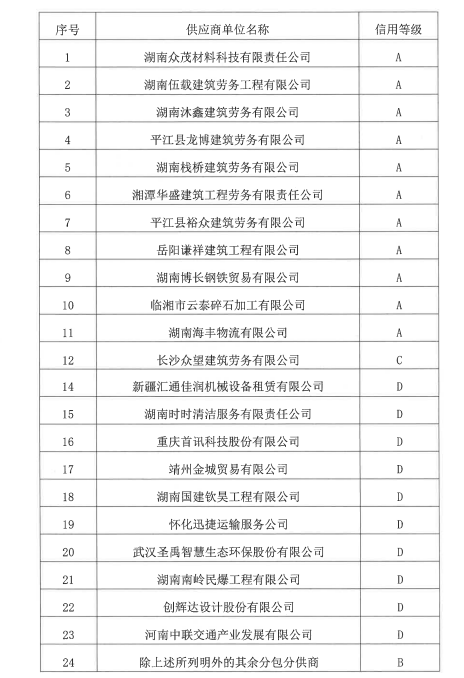 序号 供应商单位名称 信用等级
1 湖南众茂材料科技有限责任公司 A
2 湖南伍载建筑劳务工程有限公司 A
3 湖南沐鑫建筑劳务有限公司 A
4 平江县龙博建筑劳务有限公司 A
5 湖南栈桥建筑劳务有限公司 A
6 湘潭华盛建筑工程劳务有限责任公司 A
7 平江县裕众建筑劳务有限公司 A
8 岳阳谦祥建筑工程有限公司 A
9 湖南博长钢铁贸易有限公司 A
10 临湘市云泰碎石加工有限公司 A
11 湖南海丰物流有限公司 A
12 长沙众望建筑劳务有限公司 C
14 新疆汇通佳润机械设备租赁有限公司 D
15 湖南时时清洁服务有限责任公司 D
16 重庆首讯科技股份有限公司 D
17 靖州金城贸易有限公司 D
18 湖南国建钦昊工程有限公司 D
19 怀化迅捷运输服务公司 D
20 武汉圣禹智慧生态环保股份有限公司 D
21 湖南南岭民爆工程有限公司 D
22 创辉达设计股份有限公司 D
23 河南中联交通产业发展有限公司 D
24 除上述所列明外的其余分包分供商 B